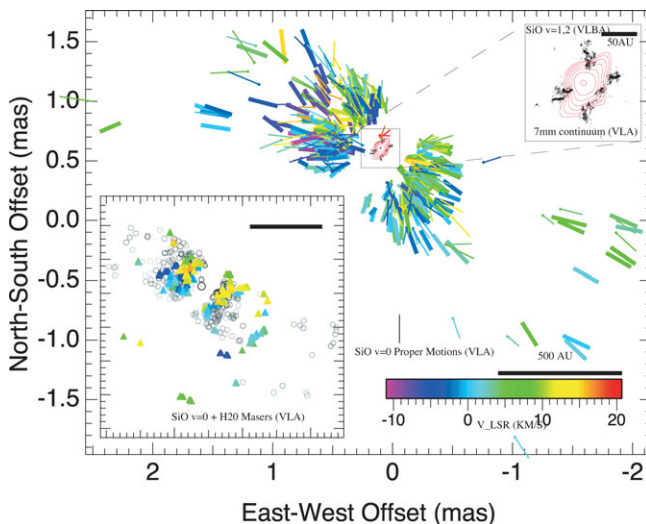 SiO v=1,2 (VLBA)
50AU
7mm continuum (VLA)
1.5
1.0
0.5
0.0
-0.5
-1.0
-1.5
North-South Offset (mas)
SiO v=0 + H20 Masers (VLA)
SiO v=0 Proper Motions (VLA)
500 AU
-10 0 10 20
V_LSR (KM/S)
2 1 0 -1 -2
East-West Offset (mas)